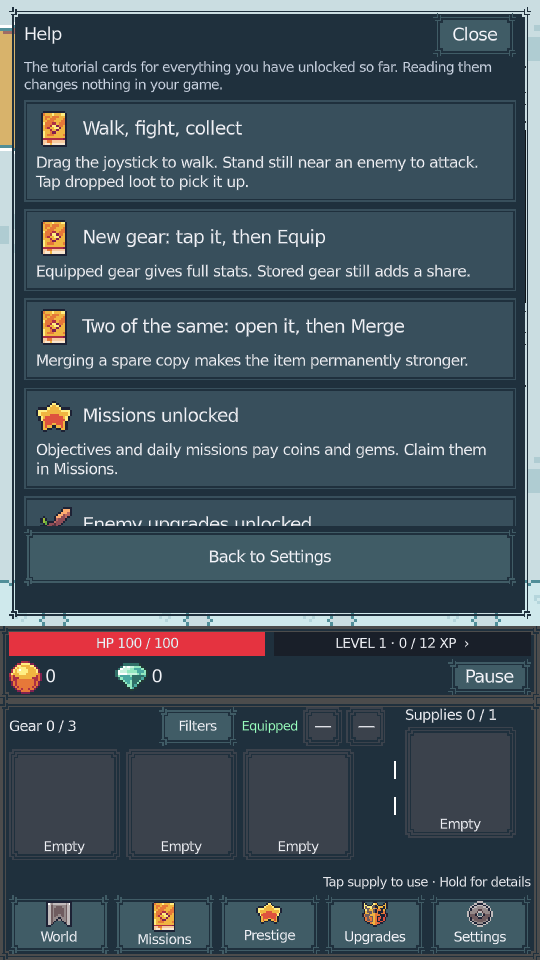 Help
Close
The tutorial cards for everything you have unlocked so far. Reading them
changes nothing in your game.
Walk, fight, collect
Drag the joystick to walk. Stand still near an enemy to attack.
Tap dropped loot to pick it up.
New gear: tap it, then Equip
Equipped gear gives full stats. Stored gear still adds a share.
Two of the same: open it, then Merge
Merging a spare copy makes the item permanently stronger.
Missions unlocked
Objectives and daily missions pay coins and gems. Claim them
in Missions.
Enemy upgrades unlocked
Back to Settings
HP 100 / 100
LEVEL 1 · 0 / 12 XP ›
0
0
Pause
Gear 0 / 3
Filters
Equipped
—
—
Supplies 0 / 1
Empty
Empty
Empty
Empty
Tap supply to use · Hold for details
World
Missions
Prestige
Upgrades
Settings